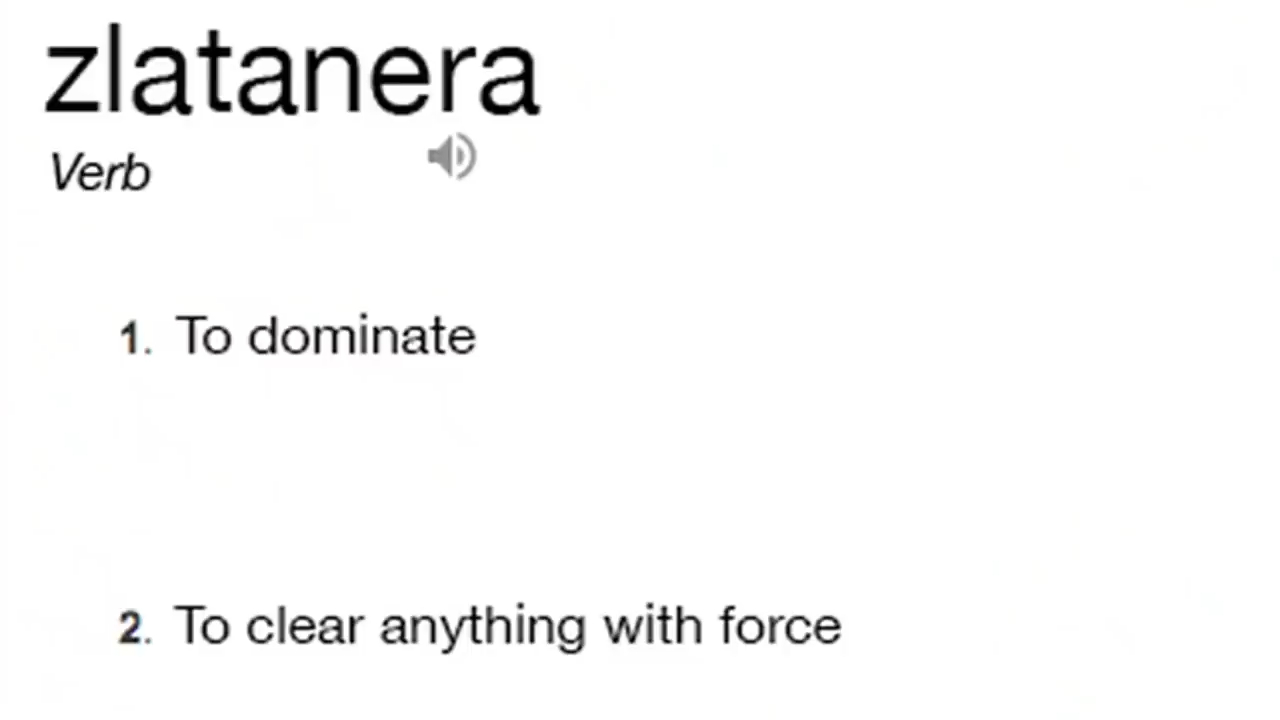 zlatanera
Verb
1. To dominate
2. To clear anything with force